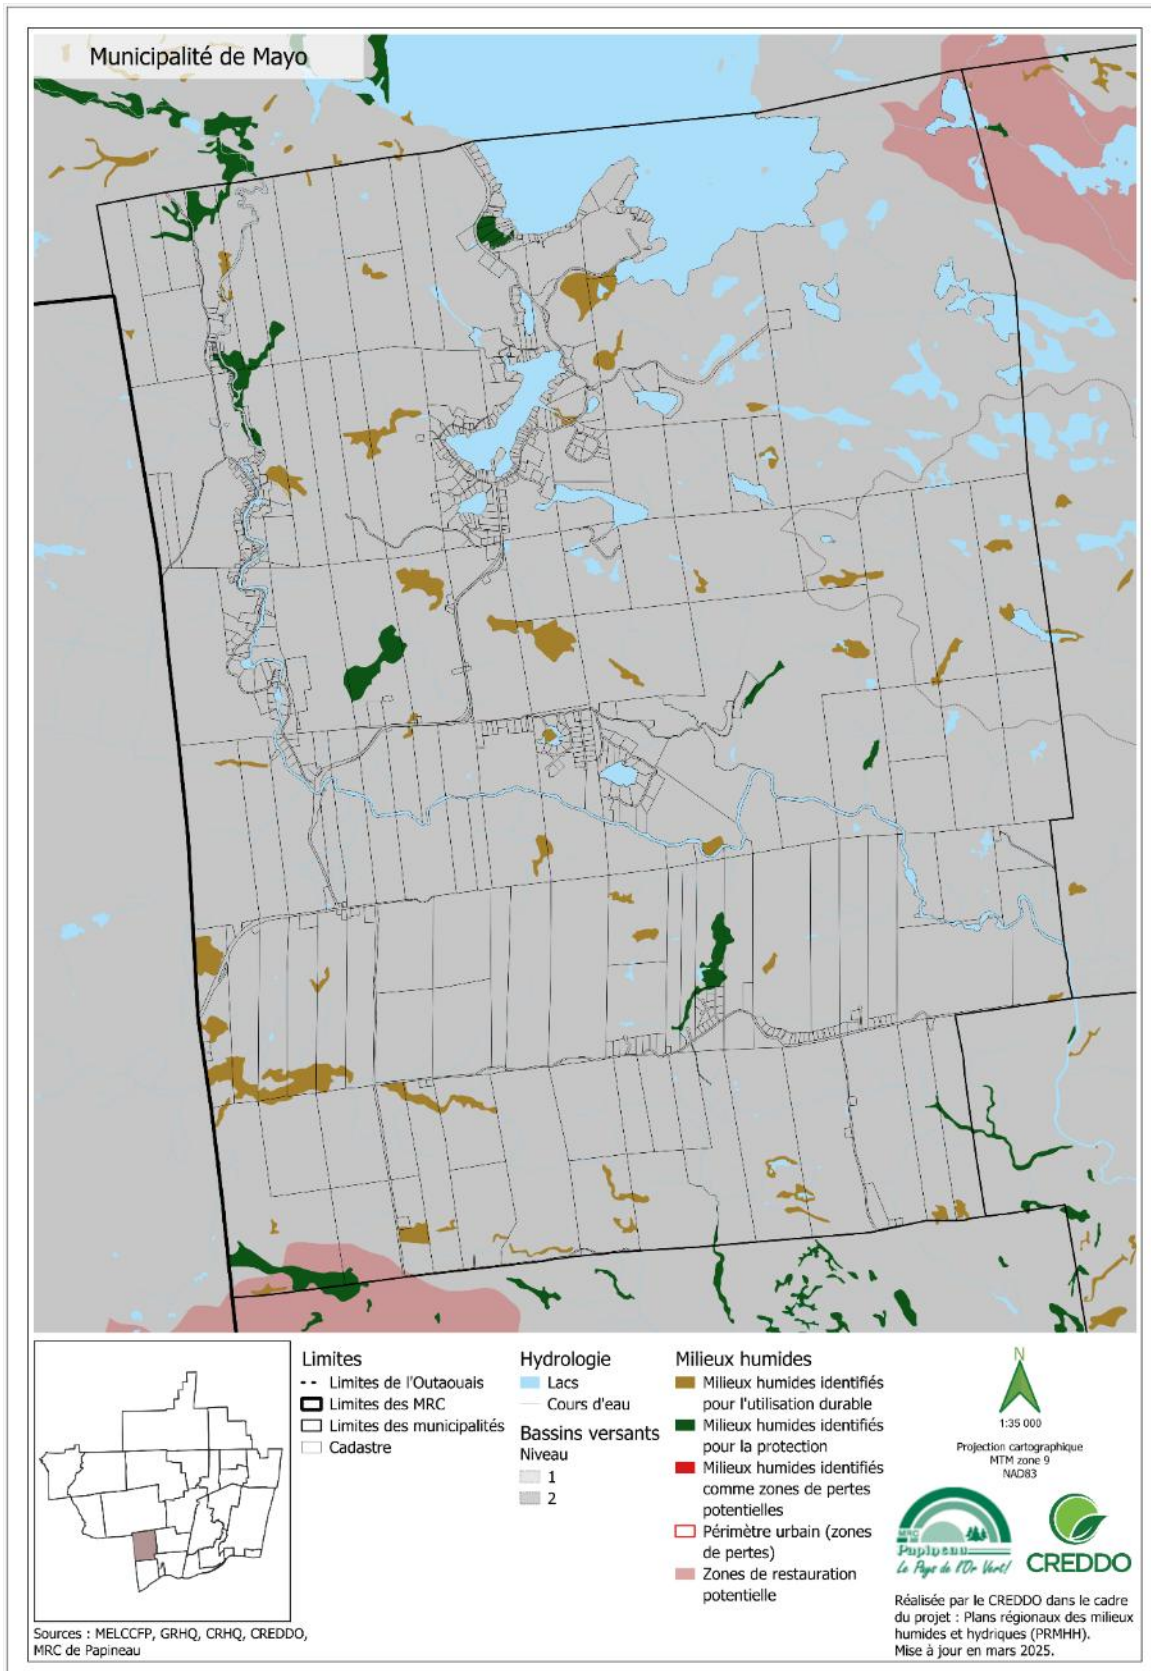 Municipalité de Mayo
Limites
Limites de l'Outaouais
Limites des MRC
Limites des municipalités
Cadastre
Hydrologie
Lacs
Cours d'eau
Bassins versants
Niveau
1
2
Milieux humides
Milieux humides identifiés
pour l'utilisation durable
Milieux humides identifiés
pour la protection
Milieux humides identifiés
comme zones de pertes
potentielles
Périmètre urbain (zones
de pertes)
Zones de restauration
potentielle
N
1:35 000
Projection cartographique
MTM zone 9
NAD83
MRC
Papineau
Le Pays de l'Or Vert!
CREDDO
Réalisée par le CREDDO dans le cadre
du projet : Plans régionaux des milieux
humides et hydriques (PRMHH).
Mise à jour en mars 2025.
Sources : MELCCFP, GRHQ, CRHQ, CREDDO,
MRC de Papineau